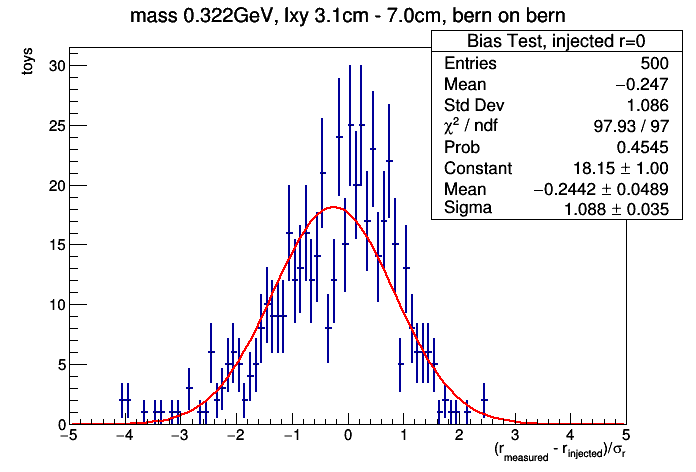 mass 0.322GeV, lxy 3.1cm - 7.0cm, bern on bern
Bias Test, injected r=0
Entries 500
Mean −0.247
Std Dev 1.086
χ² / ndf 97.93 / 97
Prob 0.4545
Constant 18.15 ± 1.00
Mean −0.2442 ± 0.0489
Sigma 1.088 ± 0.035
toys
30
25
20
15
10
5
0
−5 −4 −3 −2 −1 0 1 2 3 4 5
(r_measured - r_injected)/σ_r